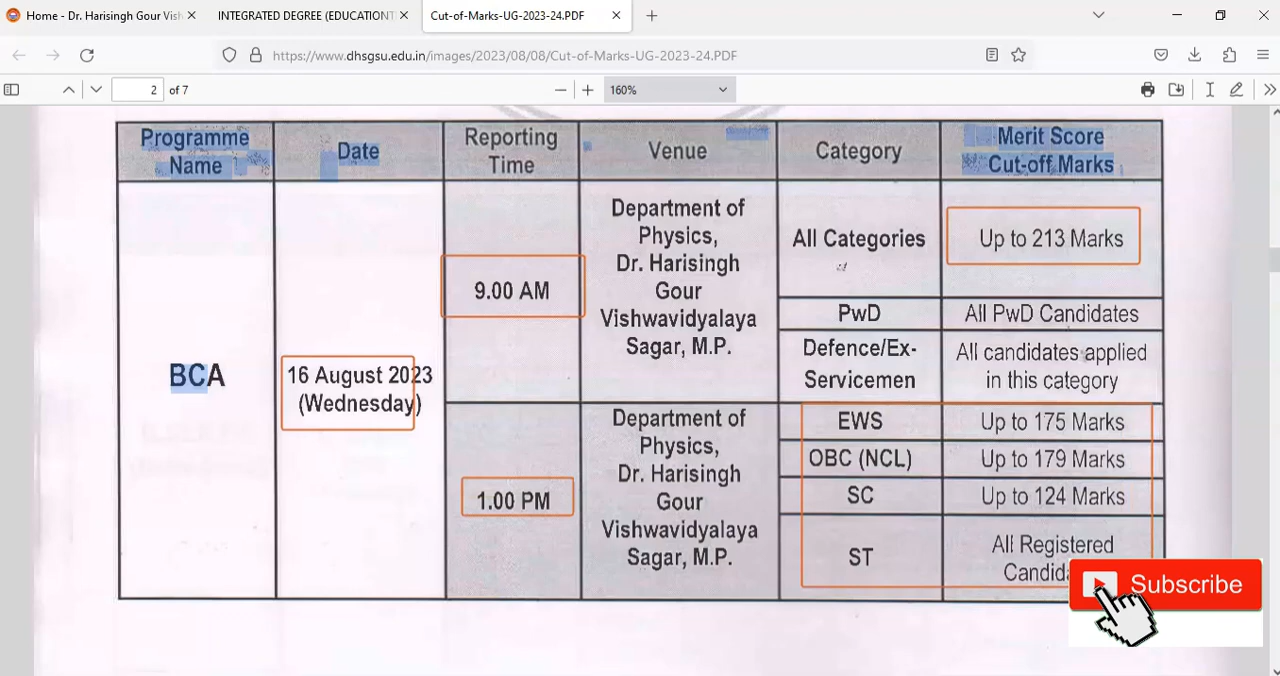 Home - Dr. Harisingh Gour Vish
INTEGRATED DEGREE (EDUCATION
Cut-of-Marks-UG-2023-24.PDF
https://www.dhsgsu.edu.in/images/2023/08/08/Cut-of-Marks-UG-2023-24.PDF
2 of 7
160%
Programme
Name
Date
Reporting
Time
Venue
Category
Merit Score
Cut-off Marks
BCA
16 August 2023
(Wednesday)
9.00 AM
Department of
Physics,
Dr. Harisingh
Gour
Vishwavidyalaya
Sagar, M.P.
All Categories
Up to 213 Marks
PwD
All PwD Candidates
Defence/Ex-
Servicemen
All candidates applied
in this category
1.00 PM
Department of
Physics,
Dr. Harisingh
Gour
Vishwavidyalaya
Sagar, M.P.
EWS
Up to 175 Marks
OBC (NCL)
Up to 179 Marks
SC
Up to 124 Marks
ST
All Registered
Candida
Subscribe